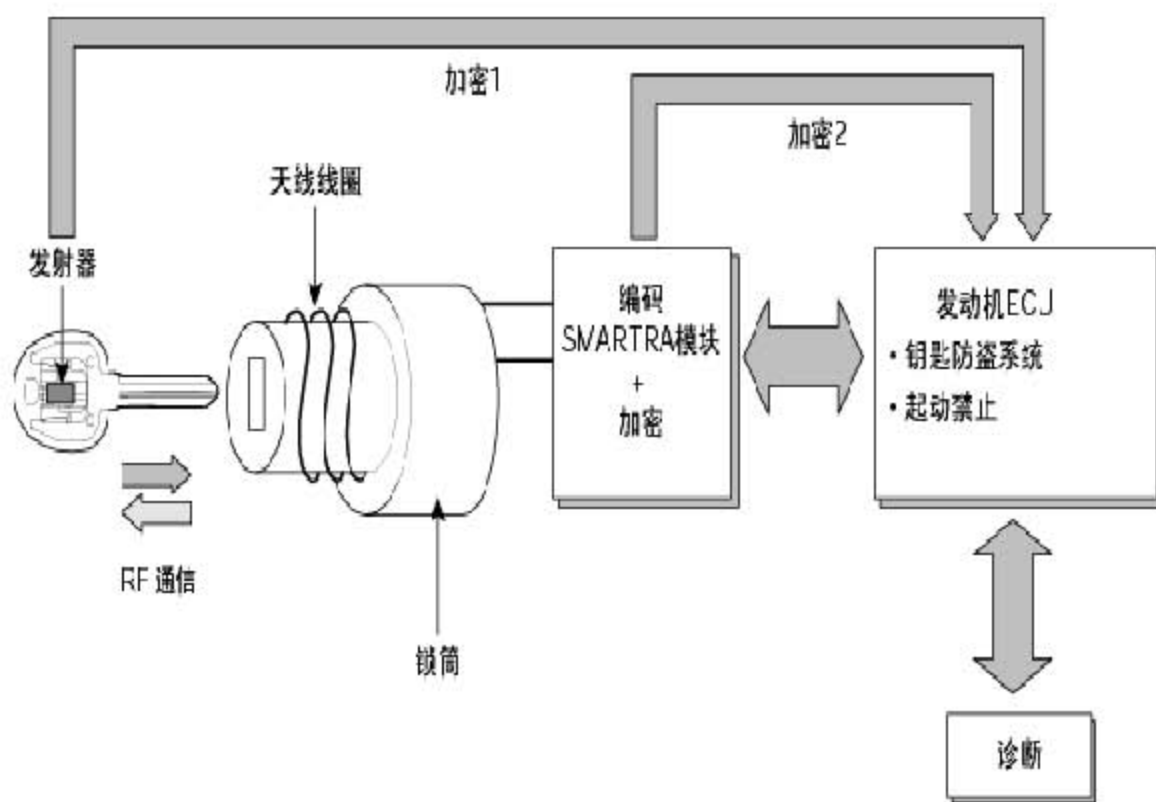 加密1
加密2
天线线圈
发射器
编码
SMARTRA模块
+
加密
发动机ECU
• 钥匙防盗系统
• 起动禁止
RF 通信
锁筒
诊断